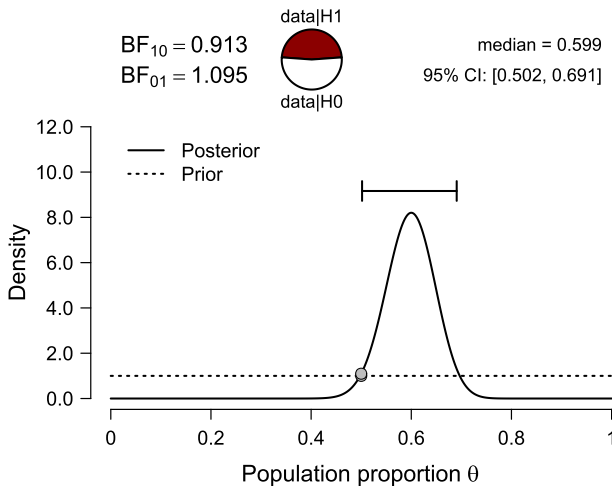 data|H1
BF₁₀ = 0.913
BF₀₁ = 1.095
data|H0
median = 0.599
95% CI: [0.502, 0.691]
12.0
10.0
8.0
6.0
4.0
2.0
0.0
Density
Posterior
Prior
0
0.2
0.4
0.6
0.8
1
Population proportion θ